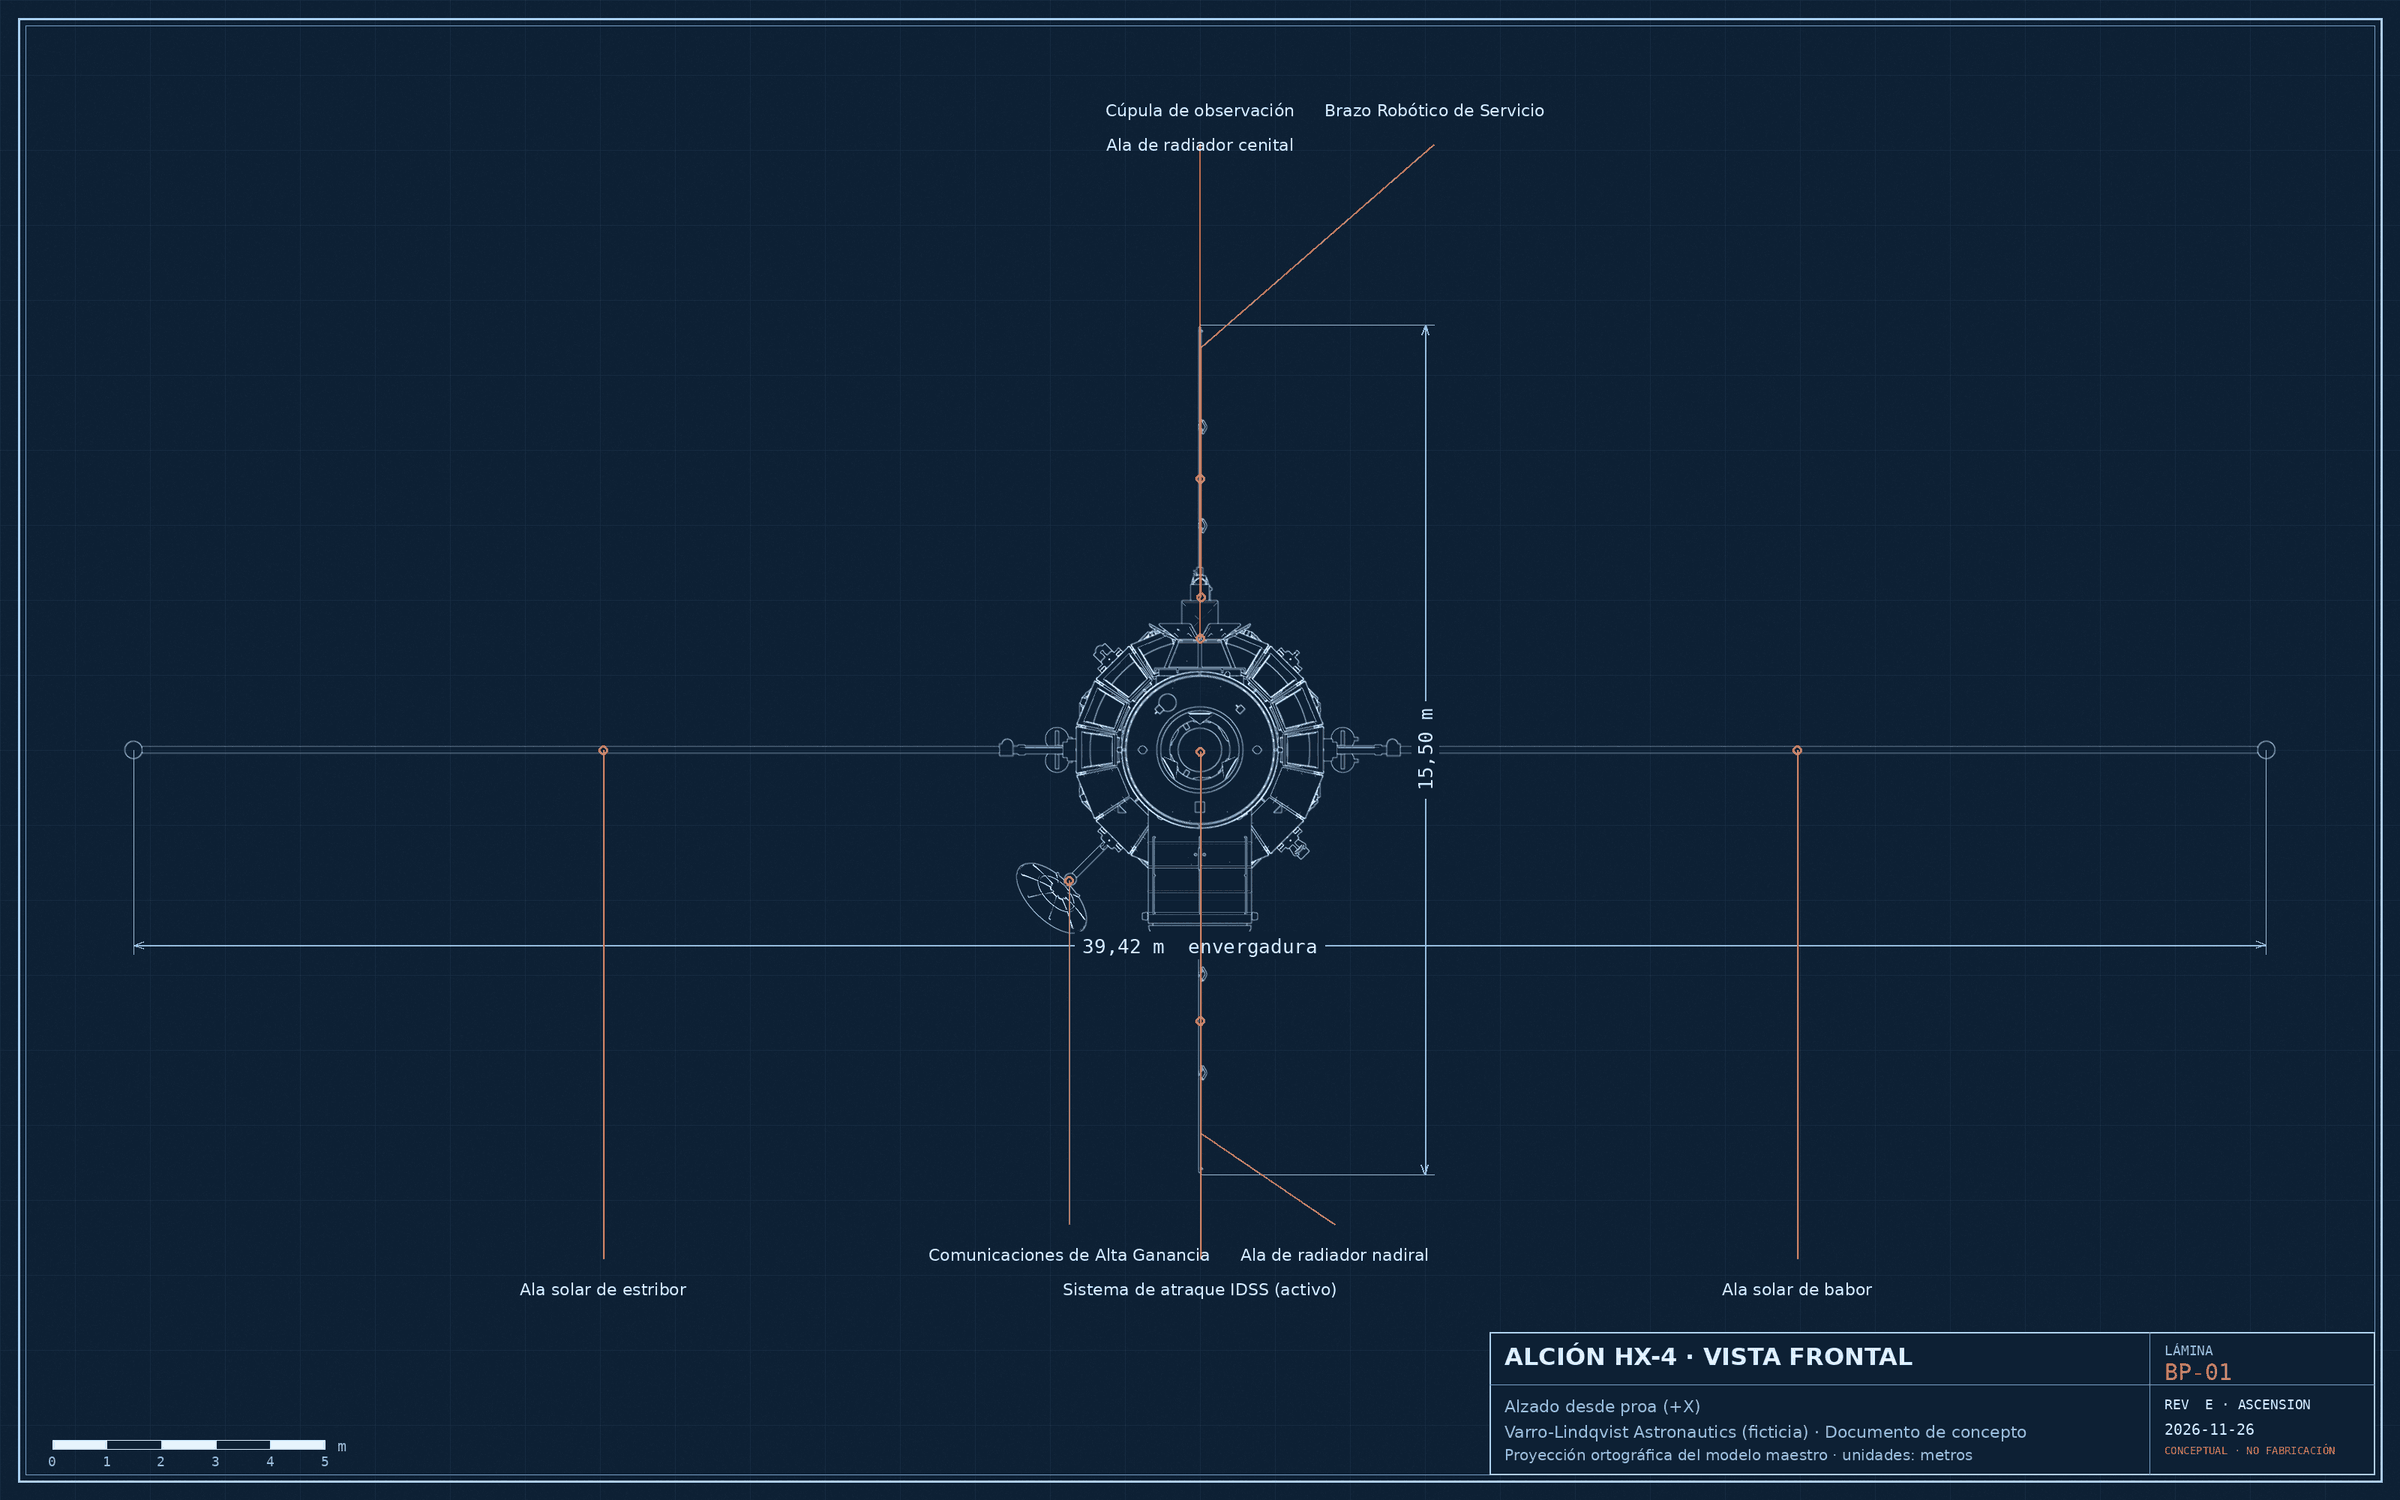 Cúpula de observación
Brazo Robótico de Servicio
Ala de radiador cenital
15,50 m
39,42 m envergadura
Comunicaciones de Alta Ganancia
Ala de radiador nadiral
Ala solar de estribor
Sistema de atraque IDSS (activo)
Ala solar de babor
ALCIÓN HX-4 · VISTA FRONTAL
LÁMINA
BP-01
Alzado desde proa (+X)
Varro-Lindqvist Astronautics (ficticia) · Documento de concepto
Proyección ortográfica del modelo maestro · unidades: metros
REV E · ASCENSION
2026-11-26
CONCEPTUAL · NO FABRICACIÓN
m
0 1 2 3 4 5